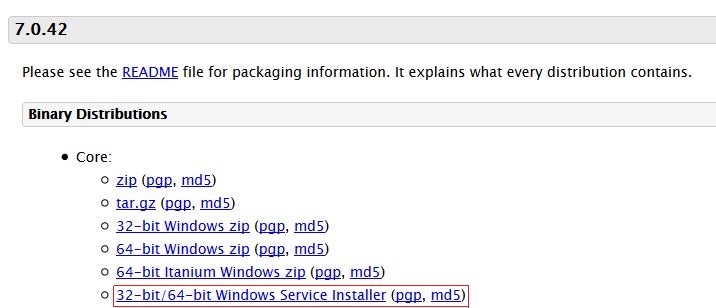 7.0.42
Please see the README file for packaging information. It explains what every distribution contains.
Binary Distributions
• Core:
○ zip (pgp, md5)
○ tar.gz (pgp, md5)
○ 32-bit Windows zip (pgp, md5)
○ 64-bit Windows zip (pgp, md5)
○ 64-bit Itanium Windows zip (pgp, md5)
○ 32-bit/64-bit Windows Service Installer (pgp, md5)